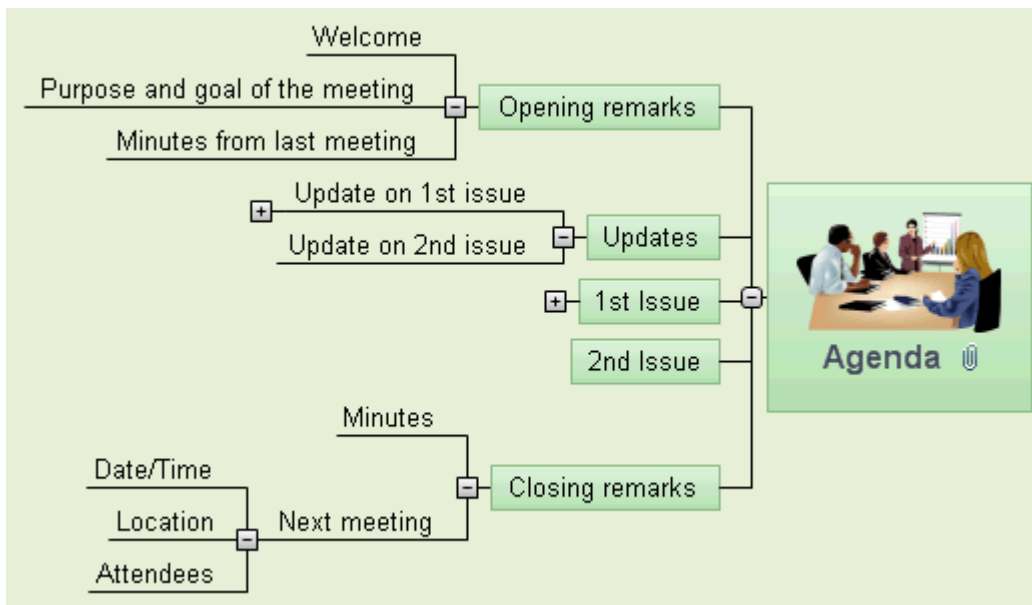 Welcome
Purpose and goal of the meeting
Opening remarks
Minutes from last meeting
Update on 1st issue
Updates
Update on 2nd issue
1st Issue
2nd Issue
Agenda
Minutes
Closing remarks
Date/Time
Location
Next meeting
Attendees